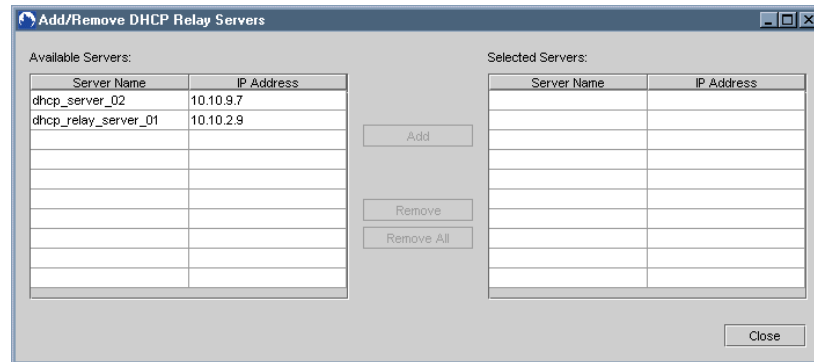 Add/Remove DHCP Relay Servers
Available Servers:
Selected Servers:
Server Name IP Address
Server Name IP Address
dhcp_server_02 10.10.9.7
dhcp_relay_server_01 10.10.2.9
Add
Remove
Remove All
Close